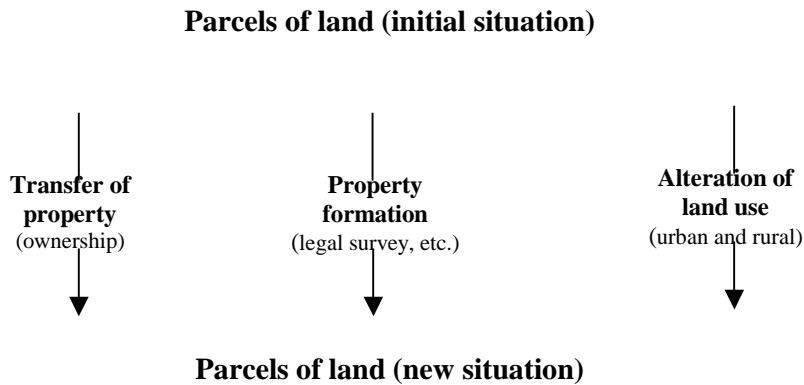 Parcels of land (initial situation)
Transfer of
property
(ownership)
Property
formation
(legal survey, etc.)
Alteration of
land use
(urban and rural)
Parcels of land (new situation)